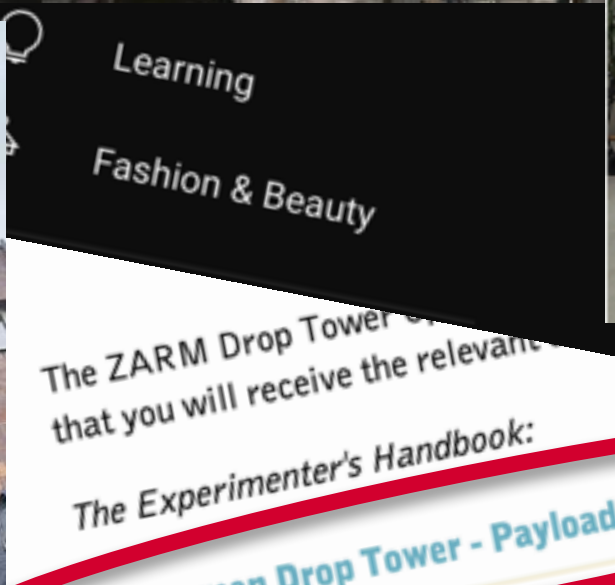 Learning
Fashion & Beauty
The ZARM Drop Tower
that you will receive the relevant
The Experimenter's Handbook:
Drop Tower - Payload